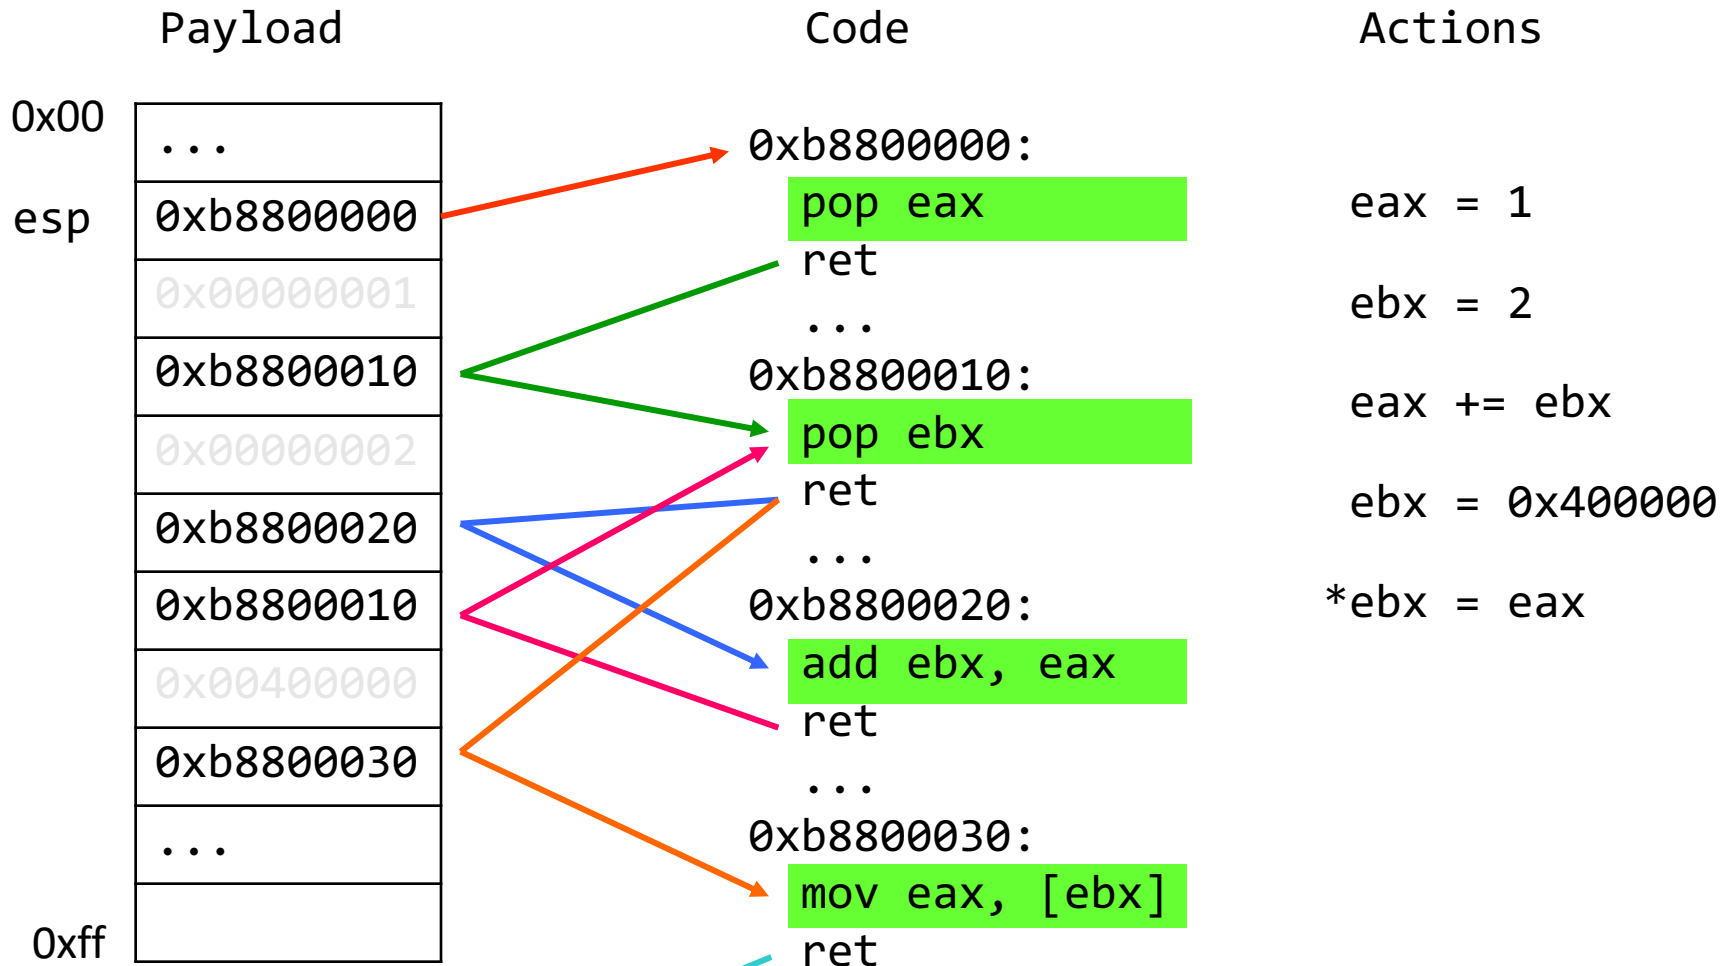 Payload
Code
Actions
0x00
...
esp
0xb8800000
0x00000001
0xb8800010
0x00000002
0xb8800020
0xb8800010
0x00400000
0xb8800030
...
0xff
0xb8800000:
pop eax
ret
...
0xb8800010:
pop ebx
ret
...
0xb8800020:
add ebx, eax
ret
...
0xb8800030:
mov eax, [ebx]
ret
eax = 1
ebx = 2
eax += ebx
ebx = 0x400000
*ebx = eax